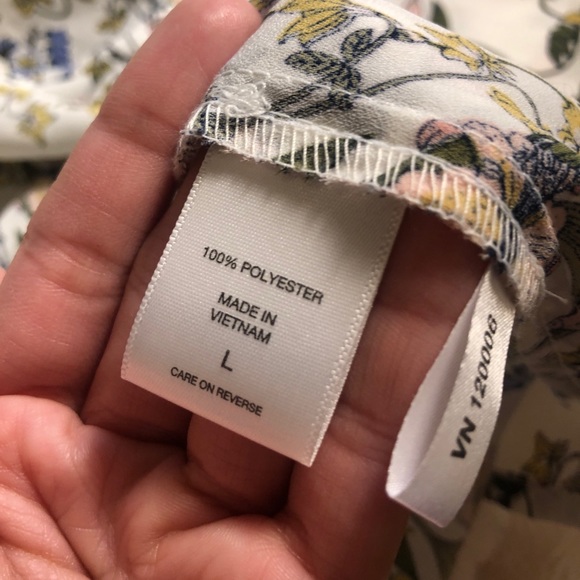 100% POLYESTER
MADE IN
VIETNAM
L
CARE ON REVERSE
VN 120006